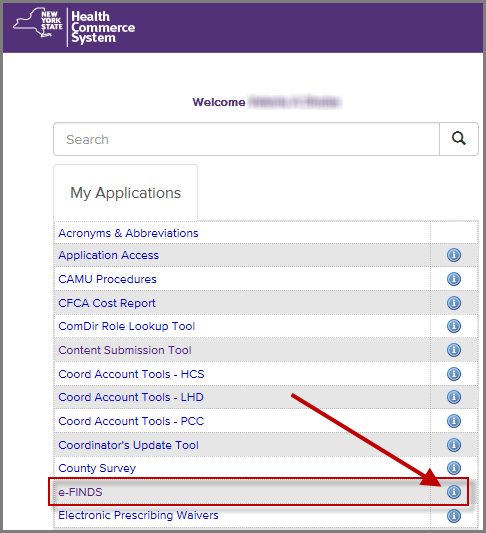 NEW
YORK
STATE
Health
Commerce
System
Welcome
Search
My Applications
Acronyms & Abbreviations
Application Access
CAMU Procedures
CFCA Cost Report
ComDir Role Lookup Tool
Content Submission Tool
Coord Account Tools - HCS
Coord Account Tools - LHD
Coord Account Tools - PCC
Coordinator's Update Tool
County Survey
e-FINDS
Electronic Prescribing Waivers